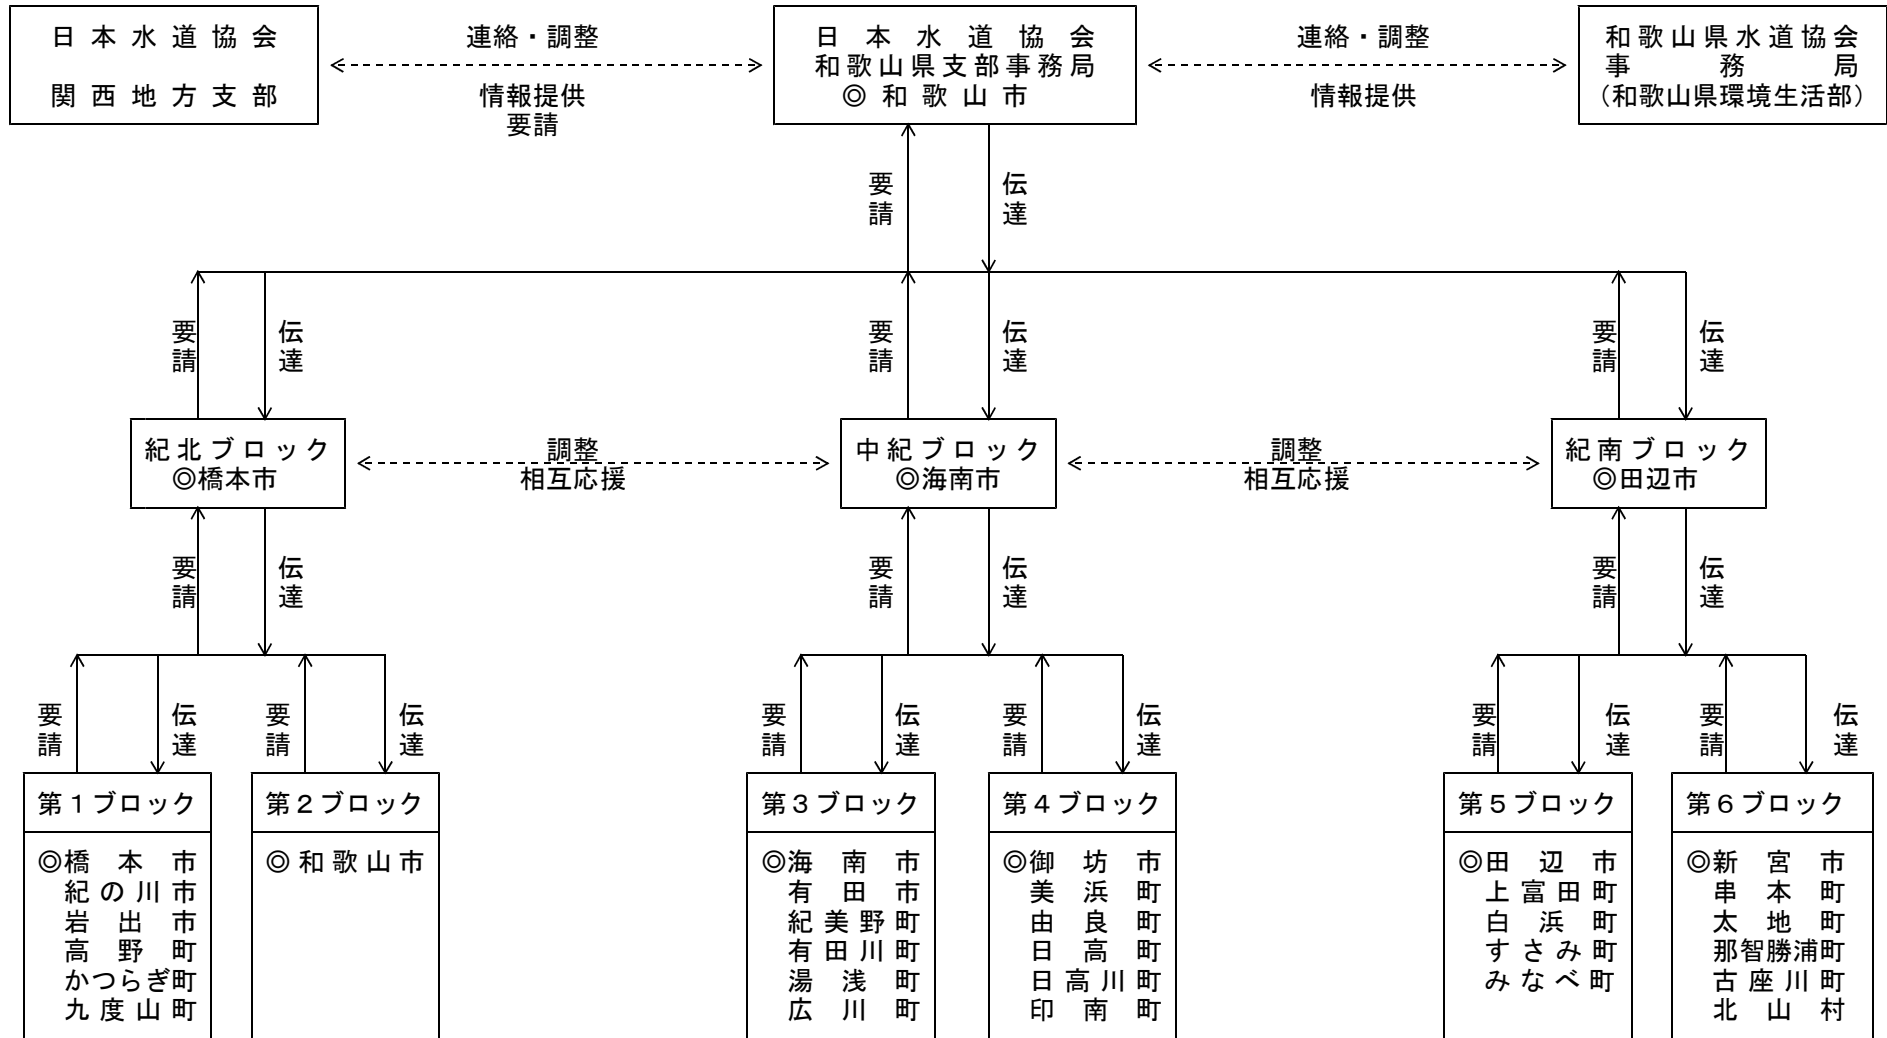 日本水道協会
関西地方支部
連絡・調整
情報提供
要請
日本水道協会
和歌山県支部事務局
◎和歌山市
連絡・調整
情報提供
和歌山県水道協会
事務局
（和歌山県環境生活部）
要請
伝達
要請
伝達
要請
伝達
要請
伝達
紀北ブロック
◎橋本市
調整
相互応援
中紀ブロック
◎海南市
調整
相互応援
紀南ブロック
◎田辺市
要請
伝達
要請
伝達
要請
伝達
要請
伝達
要請
伝達
要請
伝達
要請
伝達
要請
伝達
要請
伝達
第１ブロック
◎橋本市
紀の川市
岩出市
高野町
かつらぎ町
九度山町
第２ブロック
◎和歌山市
第３ブロック
◎海南市
有田市
紀美野町
有田川町
湯浅町
広川町
第４ブロック
◎御坊市
美浜町
由良町
日高町
日高川町
印南町
第５ブロック
◎田辺市
上富田町
白浜町
すさみ町
みなべ町
第６ブロック
◎新宮市
串本町
太地町
那智勝浦町
古座川町
北山村